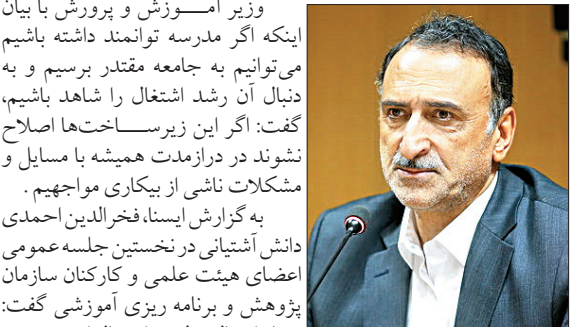 وزیر آمـــوزش و پرورش با بیان
اینکه اگر مدرسه توانمند داشته باشیم
می‌توانیم به جامعه مقتدر برسیم و به
دنبال آن رشد اشتغال را شاهد باشیم،
گفت: اگر این زیرســـاخت‌ها اصلاح
نشوند در درازمدت همیشه با مسایل و
مشکلات ناشی از بیکاری مواجهیم .
به گزارش ایسنا، فخرالدین احمدی
دانش آشتیانی در نخستین جلسه عمومی
اعضای هیئت علمی و کارکنان سازمان
پژوهش و برنامه ریزی آموزشی گفت: